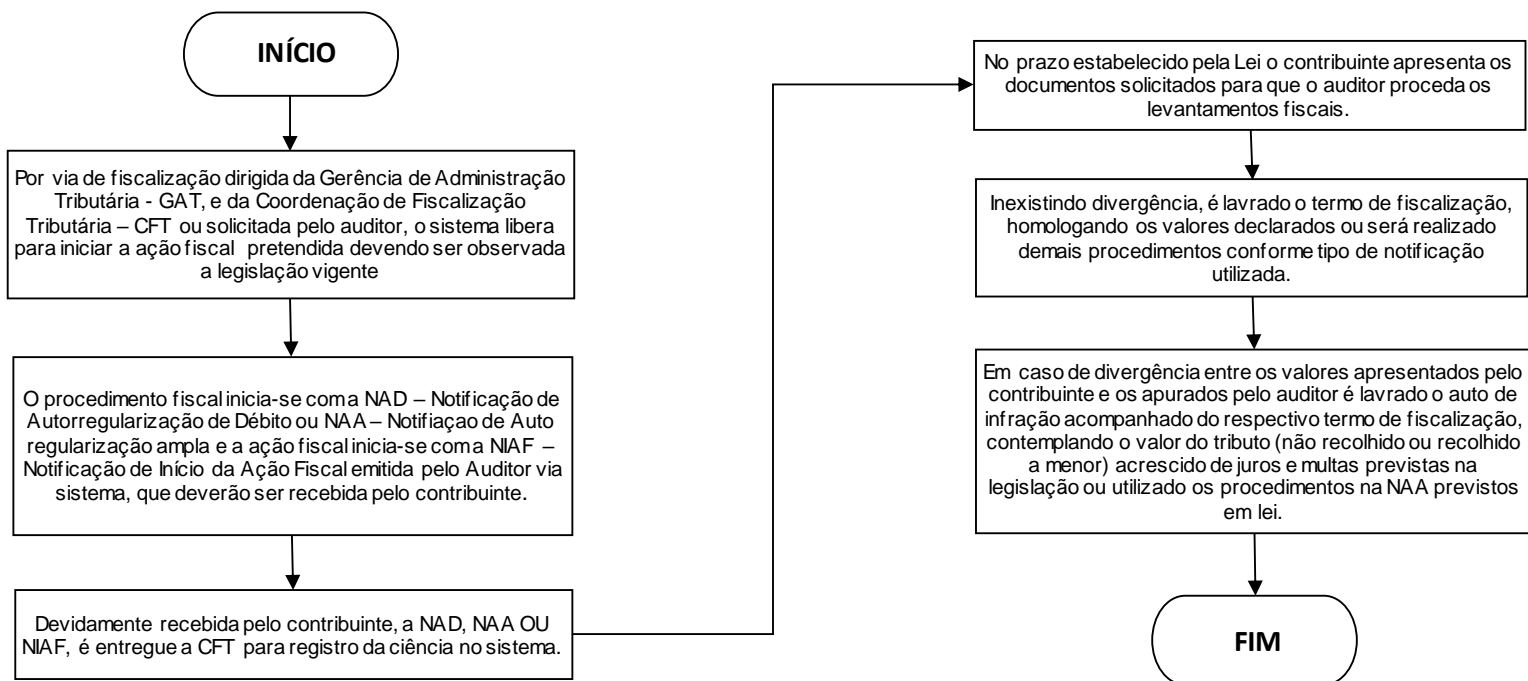 INÍCIO
Por via de fiscalização dirigida da Gerência de Administração
Tributária - GAT, e da Coordenação de Fiscalização
Tributária – CFT ou solicitada pelo auditor, o sistema libera
para iniciar a ação fiscal pretendida devendo ser observada
a legislação vigente
O procedimento fiscal inicia-se com a NAD – Notificação de
Autorregularização de Débito ou NAA – Notifiaçao de Auto
regularização ampla e a ação fiscal inicia-se com a NIAF –
Notificação de Início da Ação Fiscal emitida pelo Auditor via
sistema, que deverão ser recebida pelo contribuinte.
Devidamente recebida pelo contribuinte, a NAD, NAA OU
NIAF, é entregue a CFT para registro da ciência no sistema.
No prazo estabelecido pela Lei o contribuinte apresenta os
documentos solicitados para que o auditor proceda os
levantamentos fiscais.
Inexistindo divergência, é lavrado o termo de fiscalização,
homologando os valores declarados ou será realizado
demais procedimentos conforme tipo de notificação
utilizada.
Em caso de divergência entre os valores apresentados pelo
contribuinte e os apurados pelo auditor é lavrado o auto de
infração acompanhado do respectivo termo de fiscalização,
contemplando o valor do tributo (não recolhido ou recolhido
a menor) acrescido de juros e multas previstas na
legislação ou utilizado os procedimentos na NAA previstos
em lei.
FIM